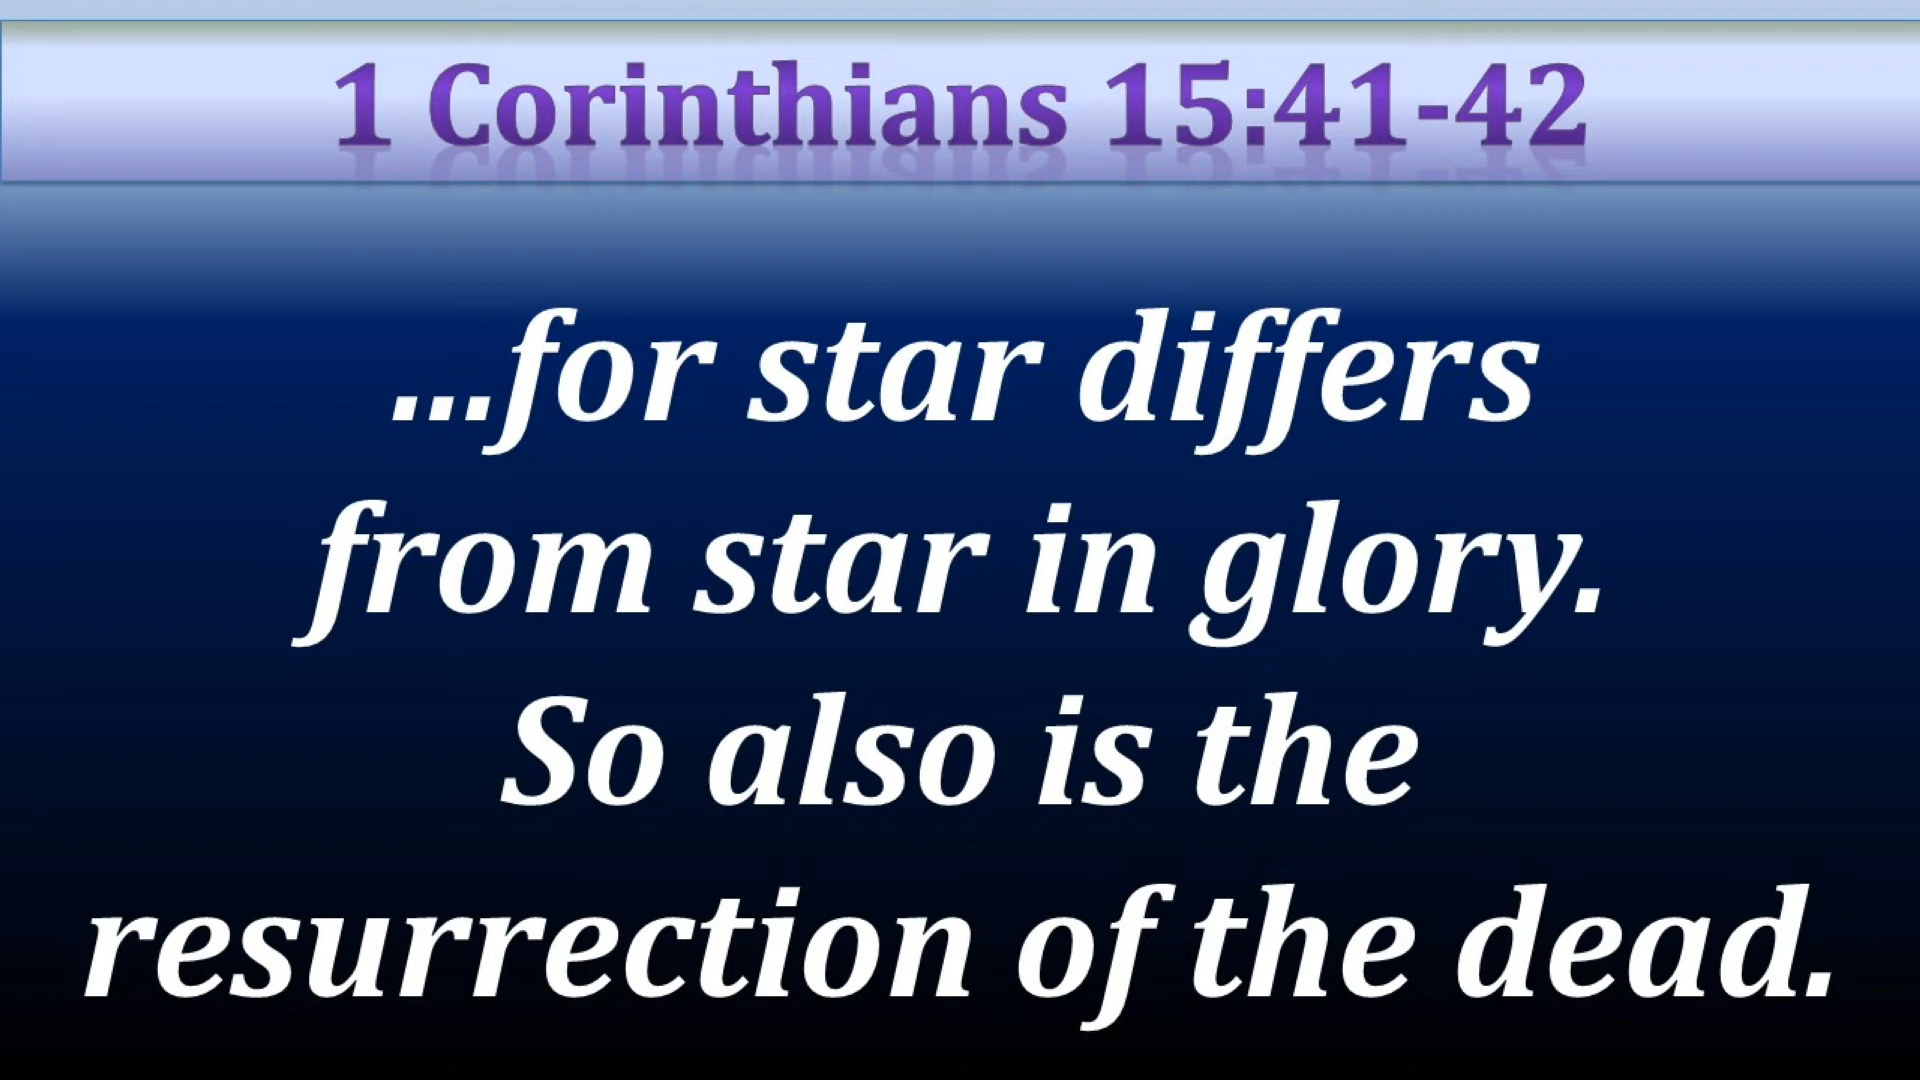 1 Corinthians 15:41-42
...for star differs
from star in glory.
So also is the
resurrection of the dead.